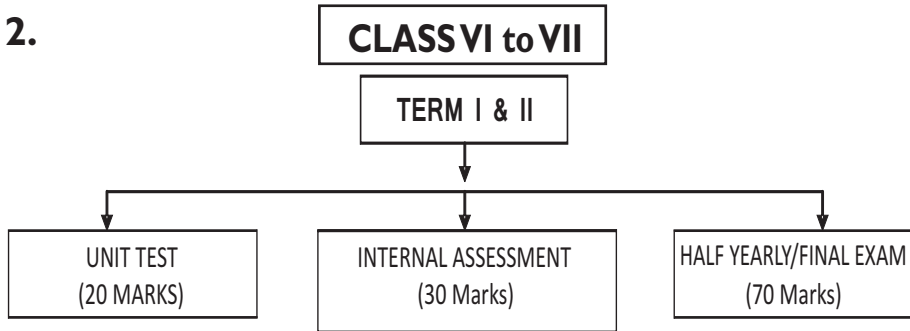 2.
CLASS VI to VII
TERM I & II
UNIT TEST
(20 MARKS)
INTERNAL ASSESSMENT
(30 Marks)
HALF YEARLY/FINAL EXAM
(70 Marks)